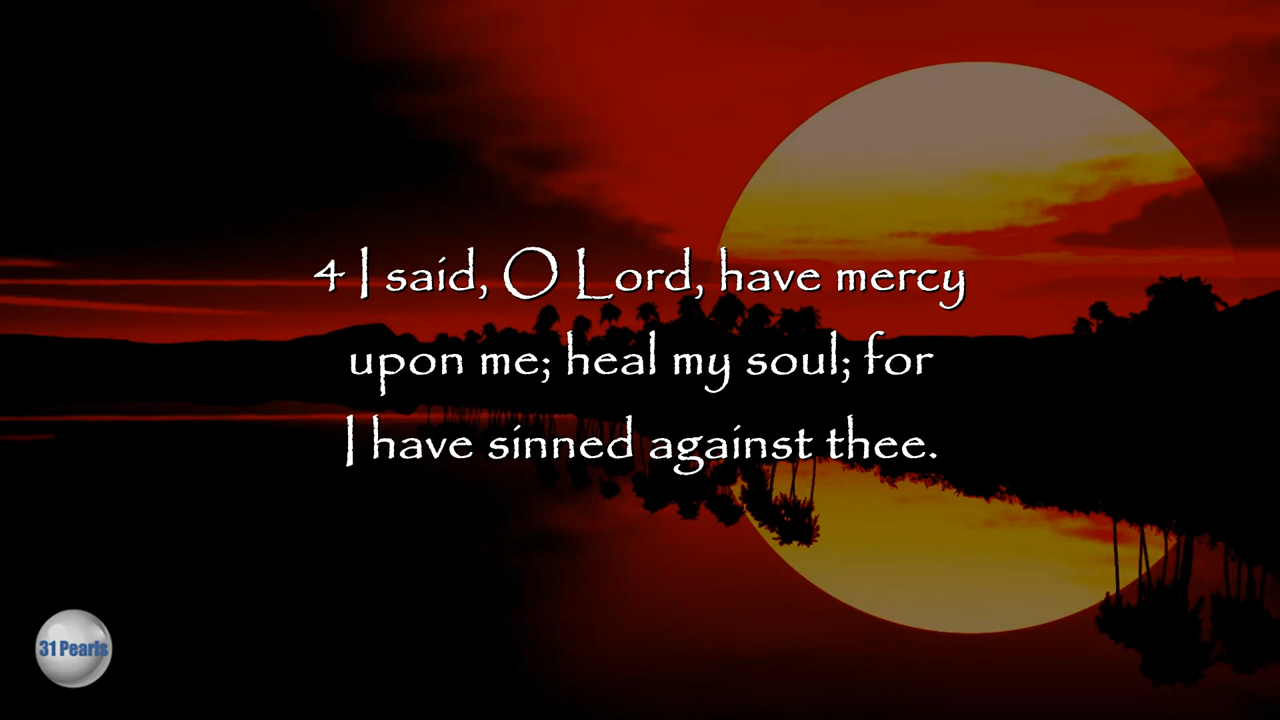 4 I said, O Lord, have mercy
upon me; heal my soul; for
I have sinned against thee.
31 Pearls